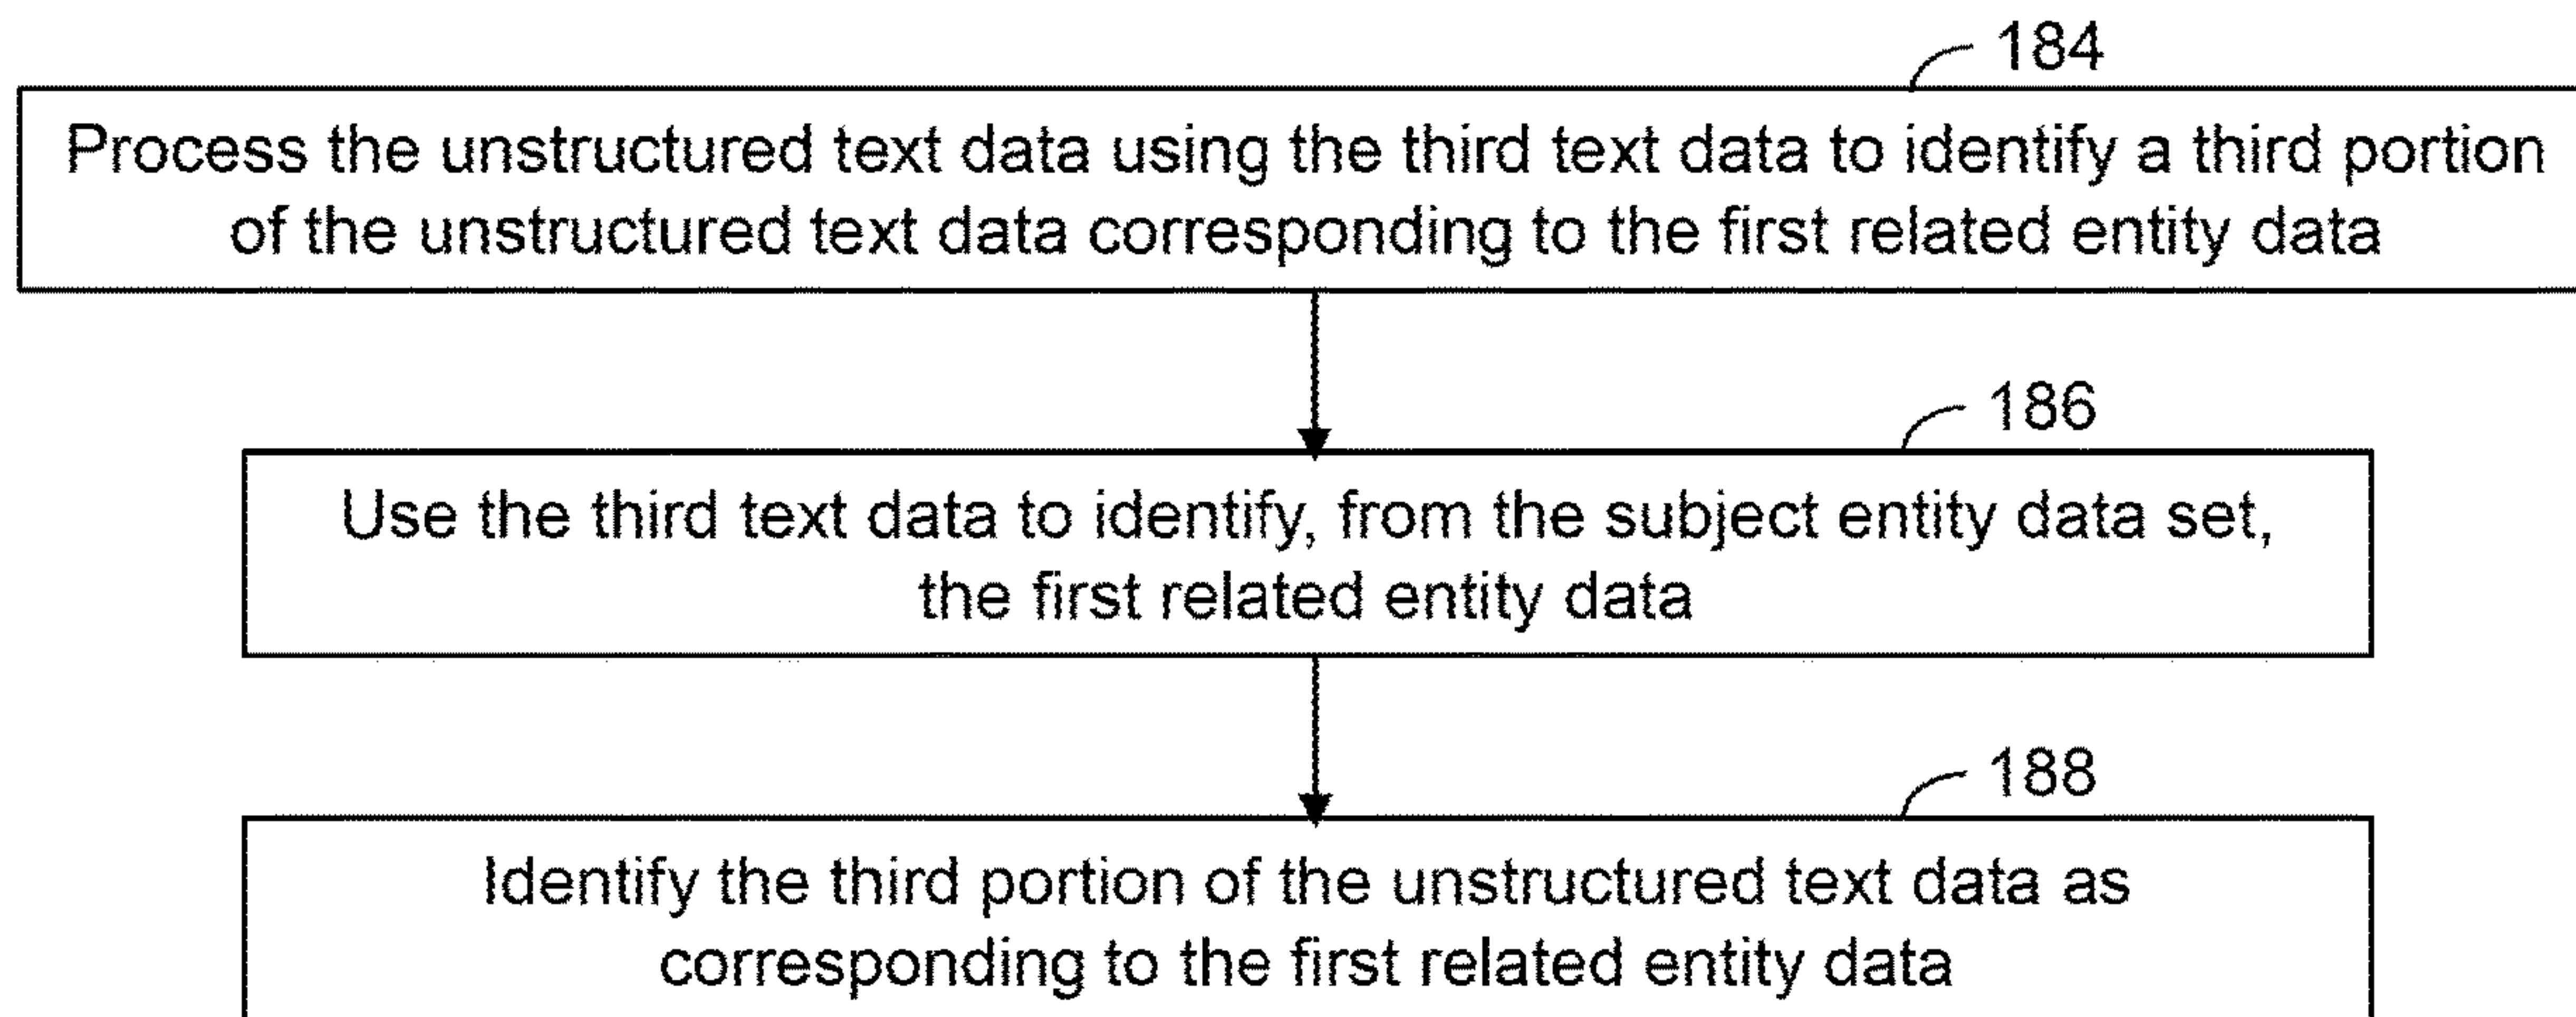 184
Process the unstructured text data using the third text data to identify a third portion
of the unstructured text data corresponding to the first related entity data
186
Use the third text data to identify, from the subject entity data set,
the first related entity data
188
Identify the third portion of the unstructured text data as
corresponding to the first related entity data